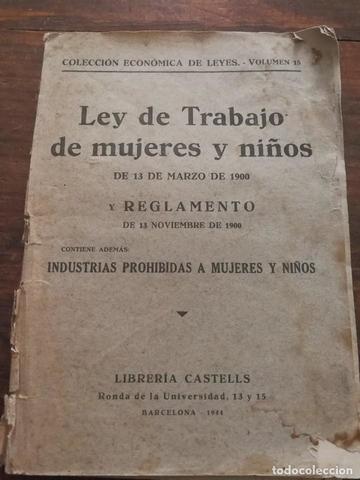 COLECCIÓN ECONÓMICA DE LEYES. - VOLUMEN 15
Ley de Trabajo
de mujeres y niños
DE 13 DE MARZO DE 1900
Y REGLAMENTO
DE 13 NOVIEMBRE DE 1900
CONTIENE ADEMÁS:
INDUSTRIAS PROHIBIDAS A MUJERES Y NIÑOS
LIBRERÍA CASTELLS
Ronda de la Universidad, 13 y 15
BARCELONA - 1944
todocoleccion